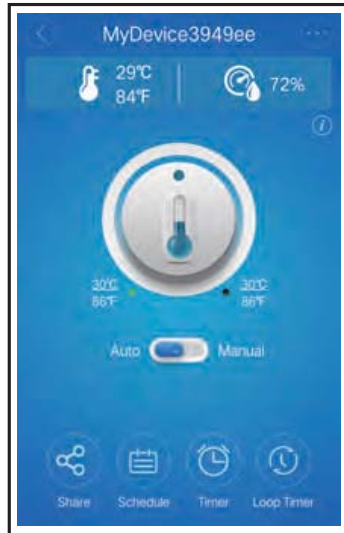 MyDevice3949ee
29℃
84℉
72%
30℃
86℉
30℃
86℉
Auto
Manual
Share
Schedule
Timer
Loop Timer